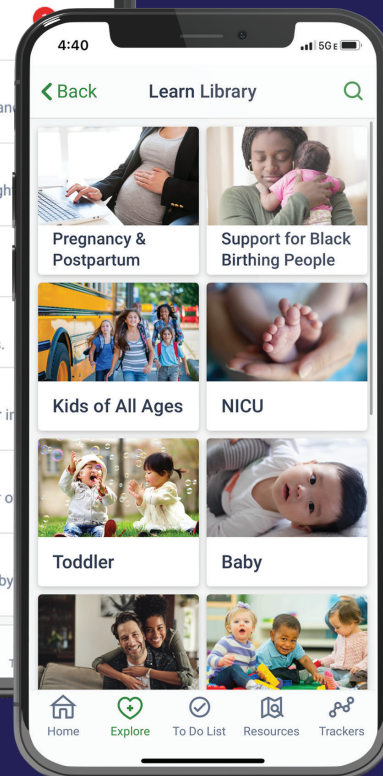 4:40
5G E
Back
Learn Library
Pregnancy &
Postpartum
Support for Black
Birthing People
Kids of All Ages
NICU
Toddler
Baby
Home
Explore
To Do List
Resources
Trackers